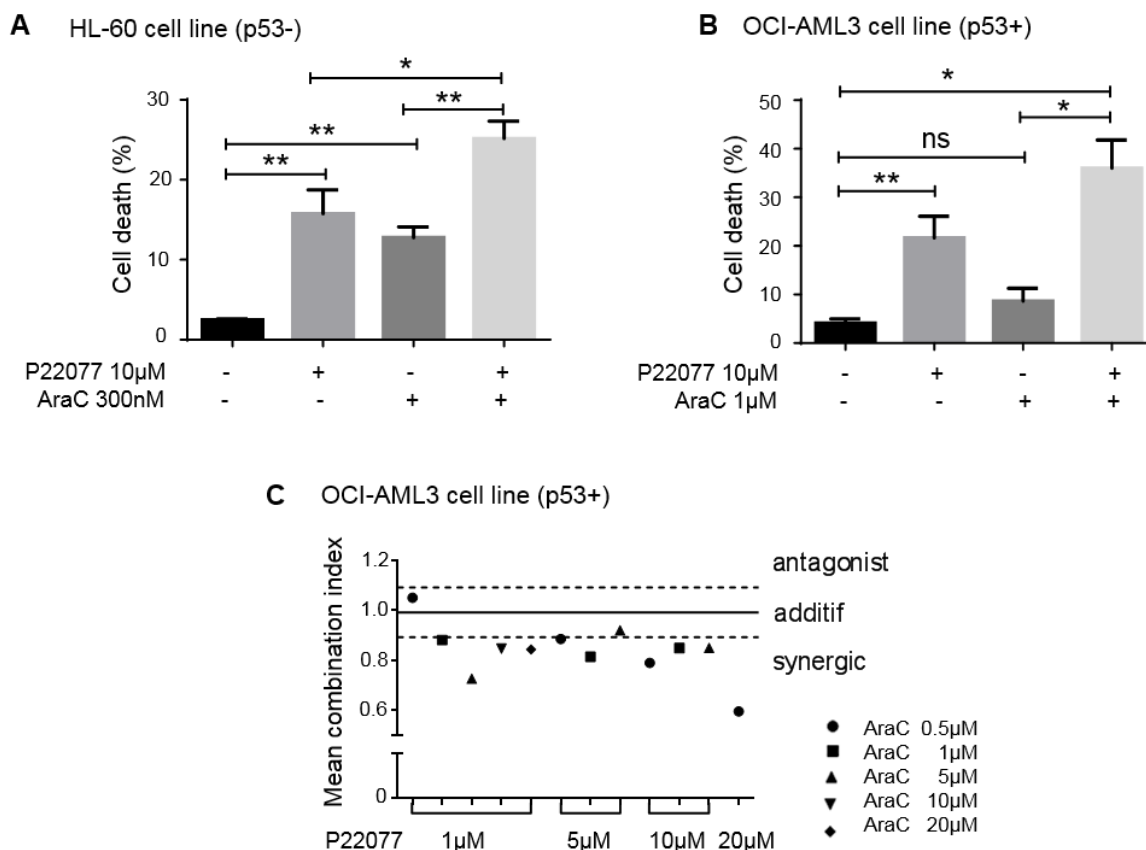 A HL-60 cell line (p53-)
*
**
**
**
Cell death (%)
30
20
10
0
P22077 10µM - + - +
AraC 300nM - - + +
B OCI-AML3 cell line (p53+)
*
*
ns
**
Cell death (%)
50
40
30
20
10
0
P22077 10µM - + - +
AraC 1µM - - + +
C OCI-AML3 cell line (p53+)
Mean combination index
1.2
1.0
0.8
0.6
0
antagonist
additif
synergic
AraC 0.5µM
AraC 1µM
AraC 5µM
AraC 10µM
AraC 20µM
P22077 1µM 5µM 10µM 20µM